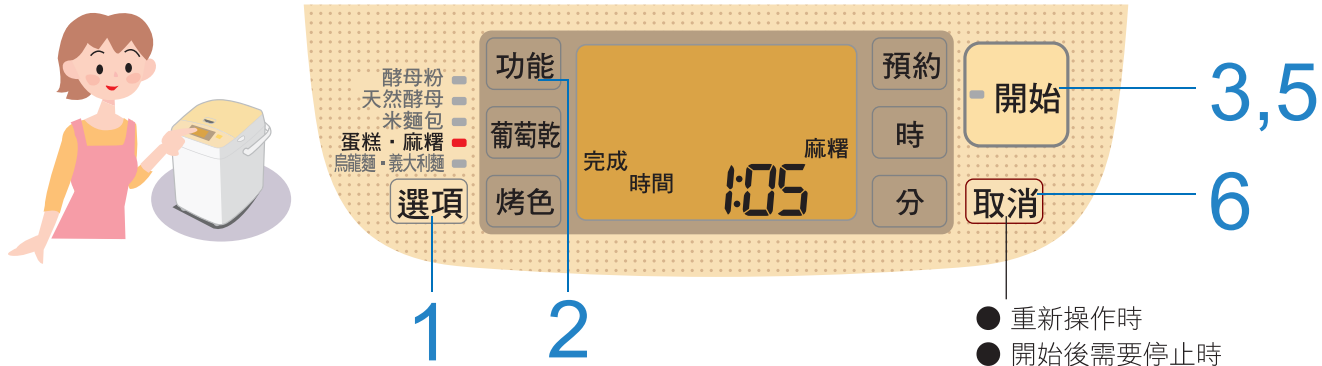 酵母粉
天然酵母
米麵包
蛋糕・麻糬
烏龍麵・義大利麵
選項
功能
葡萄乾
烤色
完成
時間
麻糬
1:05
預約
時
分
開始
取消
3,5
6
1
2
● 重新操作時
● 開始後需要停止時